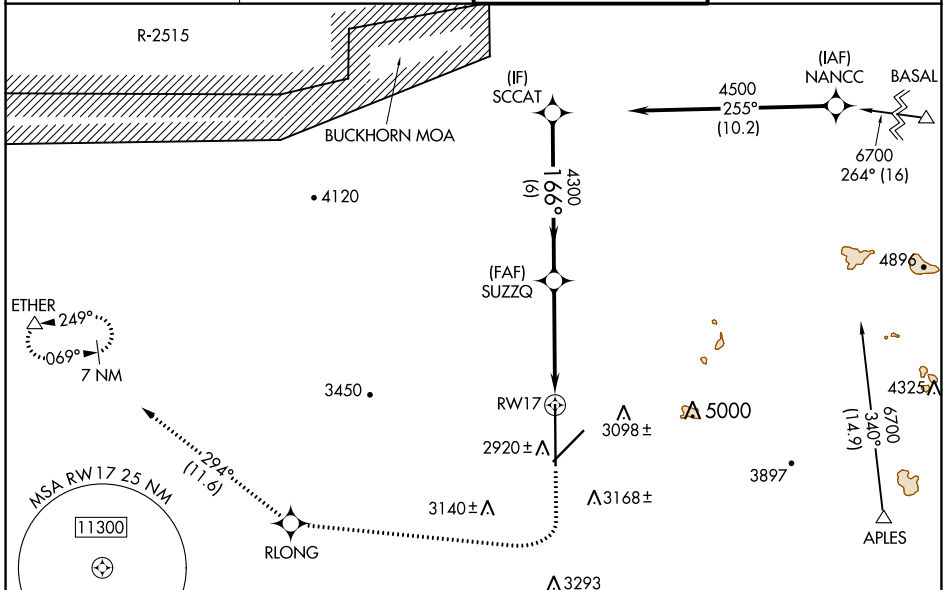 R-2515
BUCKHORN MOA
(IF)
SCCAT
(IAF)
NANCC
BASAL
4500
255°
(10.2)
6700
264° (16)
4300
166°
(6)
4120
4896
(FAF)
SUZZQ
ETHER
249°
069°
7 NM
3450
RW17
2920±
3098±
5000
4325
6700
340°
(14.9)
3897
294°
(11.6)
MSA RW17 25 NM
11300
3140±
3168±
RLONG
APLES
3293